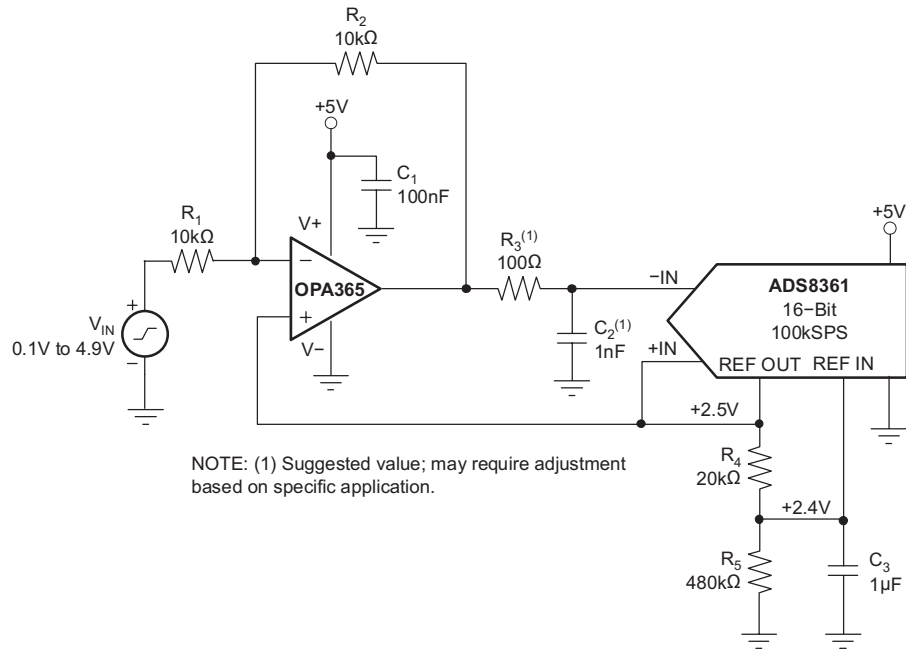 R2
10kΩ
+5V
C1
100nF
R1
10kΩ
V+
−
OPA365
+
V−
R3(1)
100Ω
C2(1)
1nF
+
VIN
0.1V to 4.9V
−
+5V
−IN
ADS8361
16−Bit
100kSPS
+IN
REF OUT REF IN
+2.5V
R4
20kΩ
+2.4V
R5
480kΩ
C3
1µF
NOTE: (1) Suggested value; may require adjustment
based on specific application.